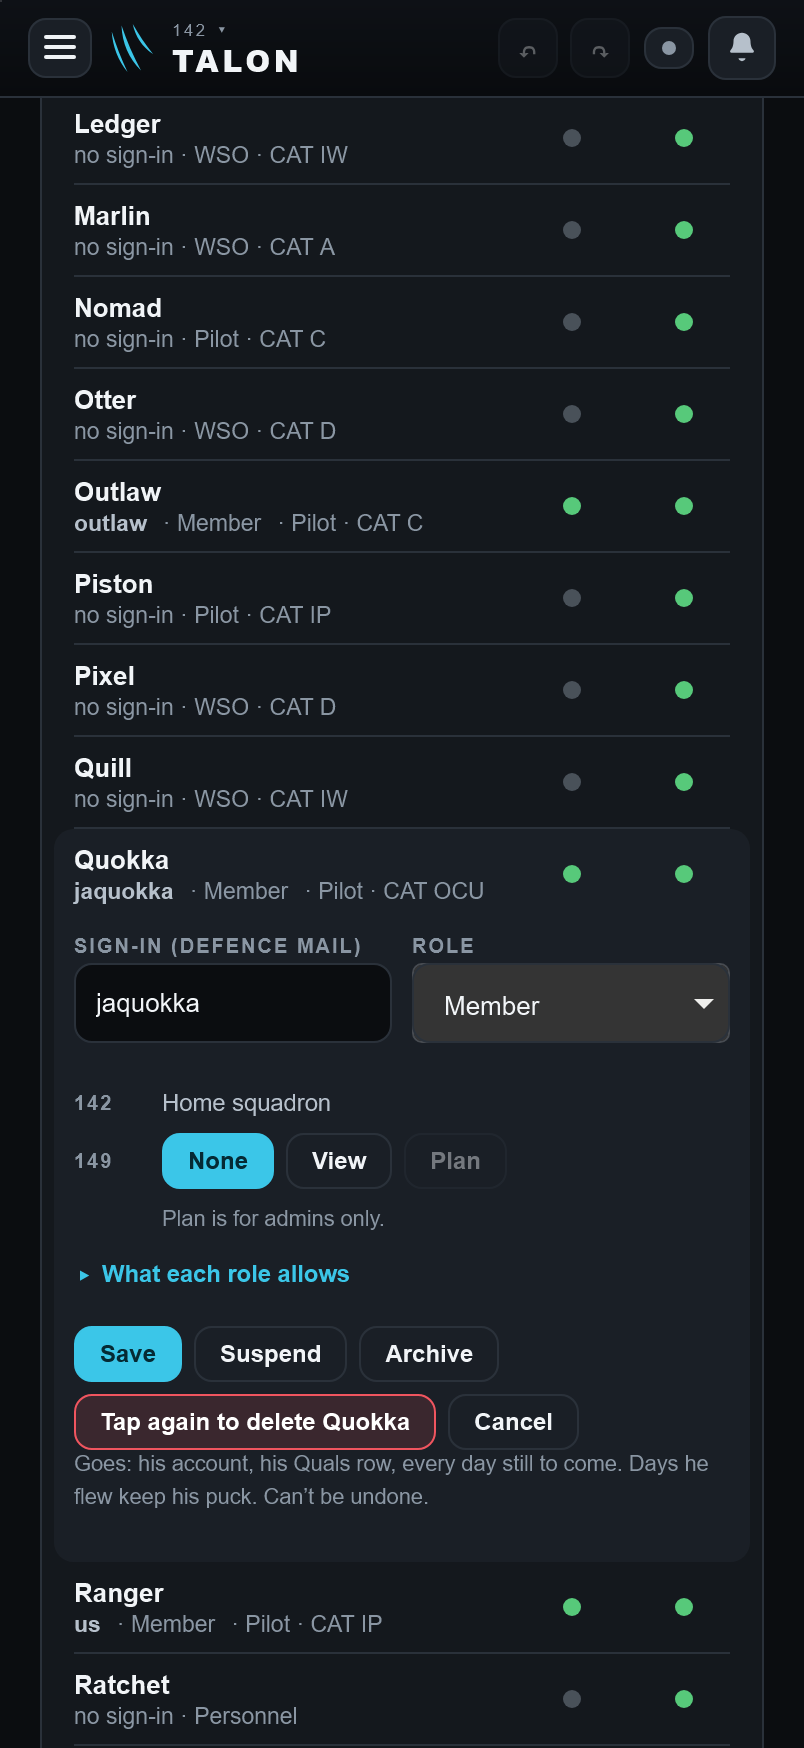 142 ▾
TALON
Ledger
no sign-in · WSO · CAT IW
Marlin
no sign-in · WSO · CAT A
Nomad
no sign-in · Pilot · CAT C
Otter
no sign-in · WSO · CAT D
Outlaw
outlaw · Member · Pilot · CAT C
Piston
no sign-in · Pilot · CAT IP
Pixel
no sign-in · WSO · CAT D
Quill
no sign-in · WSO · CAT IW
Quokka
jaquokka · Member · Pilot · CAT OCU
SIGN-IN (DEFENCE MAIL) ROLE
jaquokka Member
142 Home squadron
149 None View Plan
Plan is for admins only.
▸ What each role allows
Save Suspend Archive
Tap again to delete Quokka Cancel
Goes: his account, his Quals row, every day still to come. Days he
flew keep his puck. Can’t be undone.
Ranger
us · Member · Pilot · CAT IP
Ratchet
no sign-in · Personnel